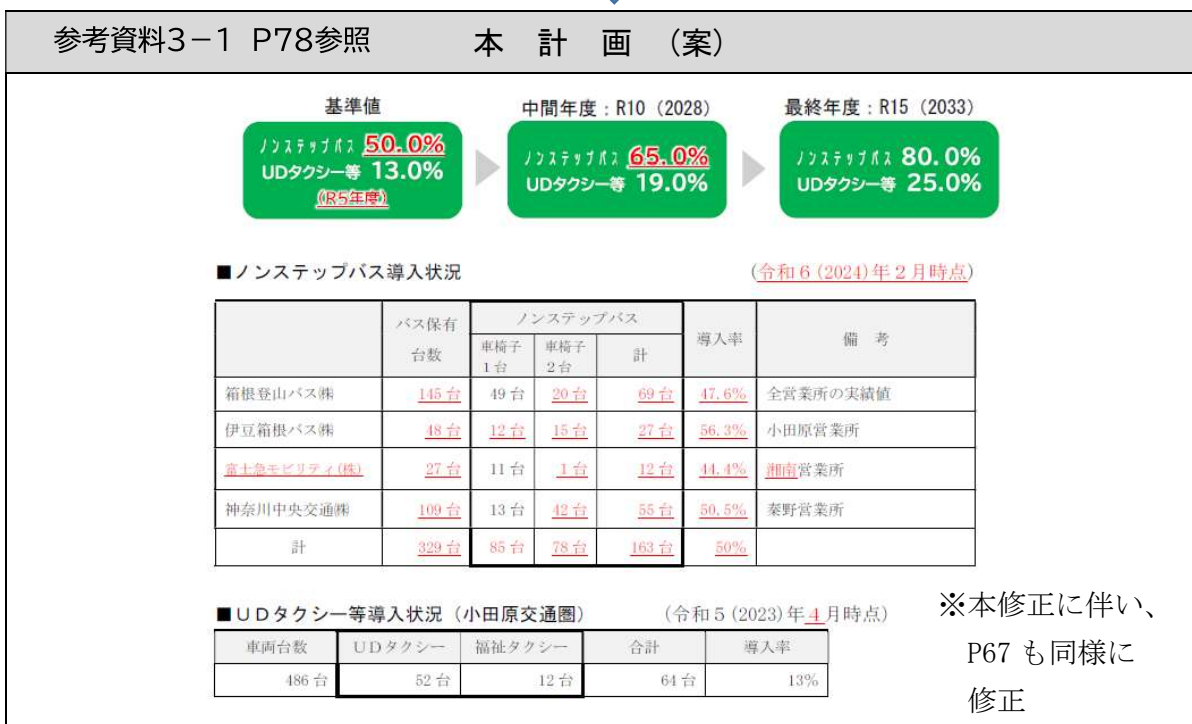 参考資料3-1 P78参照 本 計 画 (案)
基準値 中間年度:R10 (2028) 最終年度:R15 (2033)
ノンステップバス 50.0% ノンステップバス 65.0% ノンステップバス 80.0%
UDタクシー等 13.0% UDタクシー等 19.0% UDタクシー等 25.0%
(R5年度)
■ノンステップバス導入状況 (令和6(2024)年2月時点)
バス保有台数 ノンステップバス 導入率 備 考
車椅子1台 車椅子2台 計
箱根登山バス㈱ 145台 49台 20台 69台 47.6% 全営業所の実績値
伊豆箱根バス㈱ 48台 12台 15台 27台 56.3% 小田原営業所
富士急モビリティ(株) 27台 11台 1台 12台 44.4% 湘南営業所
神奈川中央交通㈱ 109台 13台 42台 55台 50.5% 秦野営業所
計 329台 85台 78台 163台 50%
■UDタクシー等導入状況(小田原交通圏) (令和5(2023)年4月時点)
車両台数 UDタクシー 福祉タクシー 合計 導入率
486台 52台 12台 64台 13%
※本修正に伴い、
P67も同様に
修正